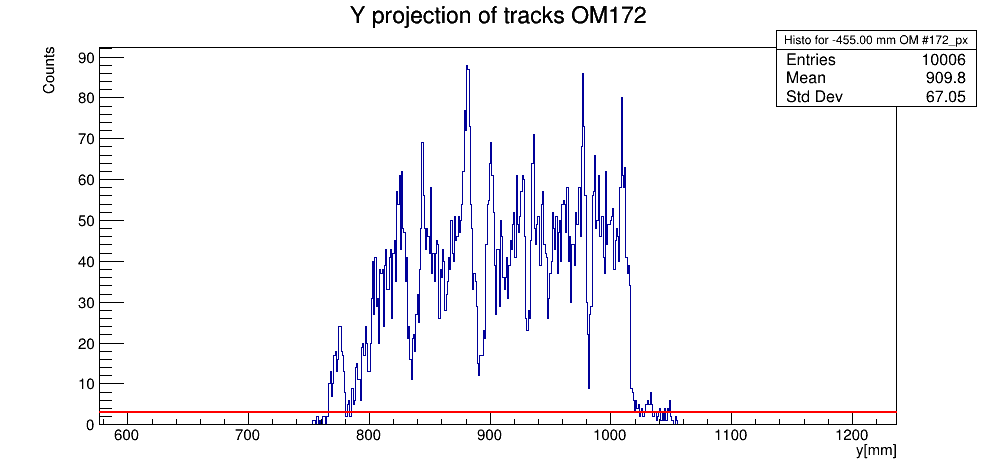 Y projection of tracks OM172
Histo for -455.00 mm OM #172_px
Entries 10006
Mean 909.8
Std Dev 67.05
Counts
90
80
70
60
50
40
30
20
10
0
600 700 800 900 1000 1100 1200
y[mm]